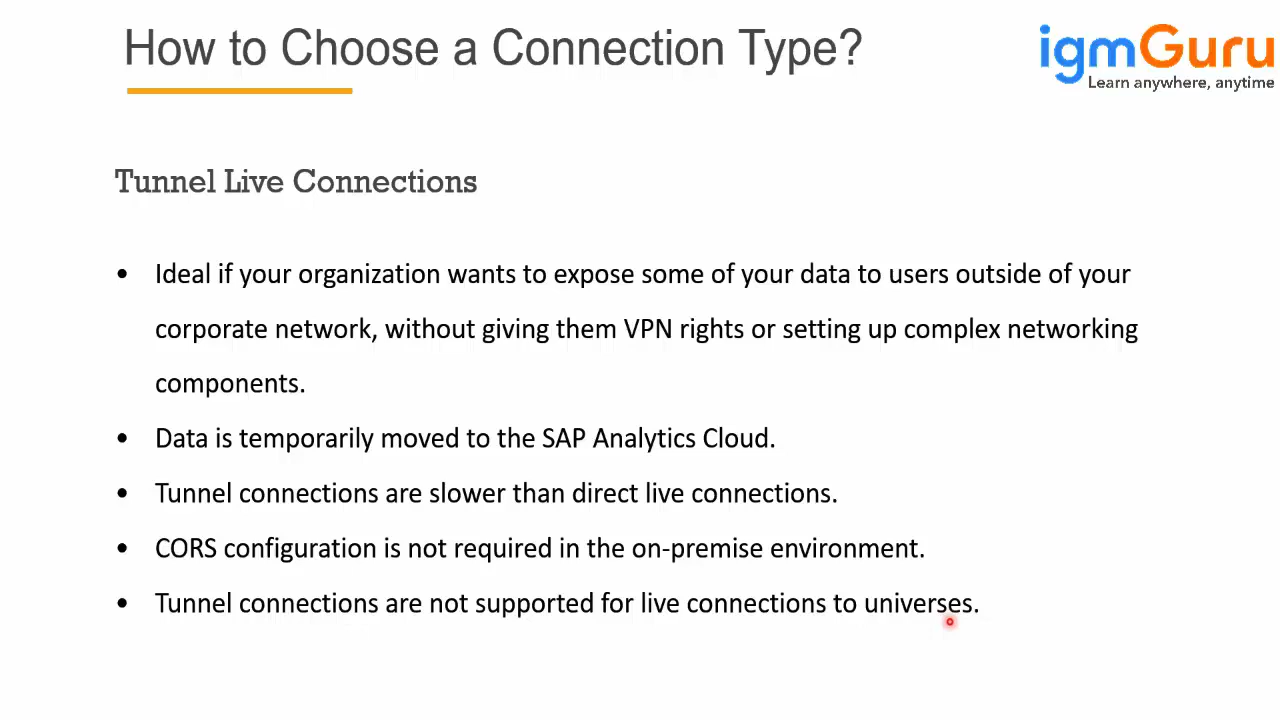 How to Choose a Connection Type?
igmGuru
Learn anywhere, anytime
Tunnel Live Connections
• Ideal if your organization wants to expose some of your data to users outside of your
corporate network, without giving them VPN rights or setting up complex networking
components.
• Data is temporarily moved to the SAP Analytics Cloud.
• Tunnel connections are slower than direct live connections.
• CORS configuration is not required in the on-premise environment.
• Tunnel connections are not supported for live connections to universes.